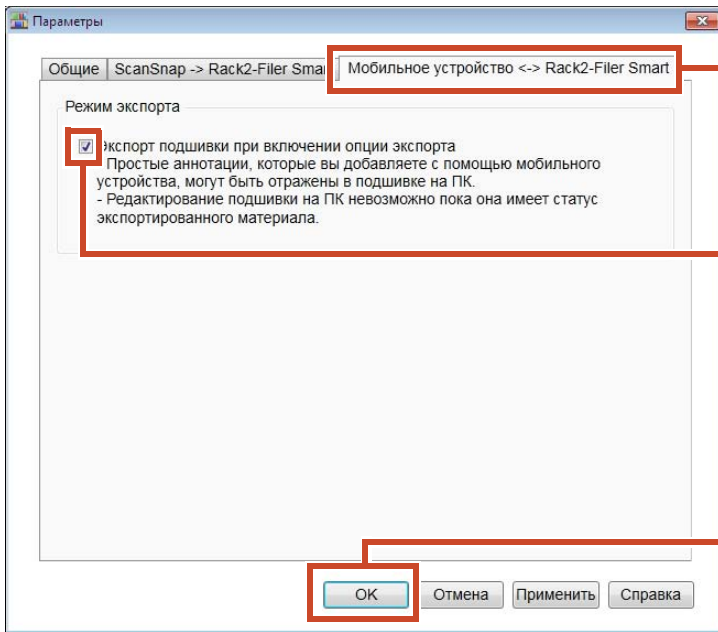 Параметры
Общие ScanSnap -> Rack2-Filer Smar Мобильное устройство <-> Rack2-Filer Smart
Режим экспорта
Экспорт подшивки при включении опции экспорта
- Простые аннотации, которые вы добавляете с помощью мобильного
устройства, могут быть отражены в подшивке на ПК.
- Редактирование подшивки на ПК невозможно пока она имеет статус
экспортированного материала.
OK Отмена Применить Справка